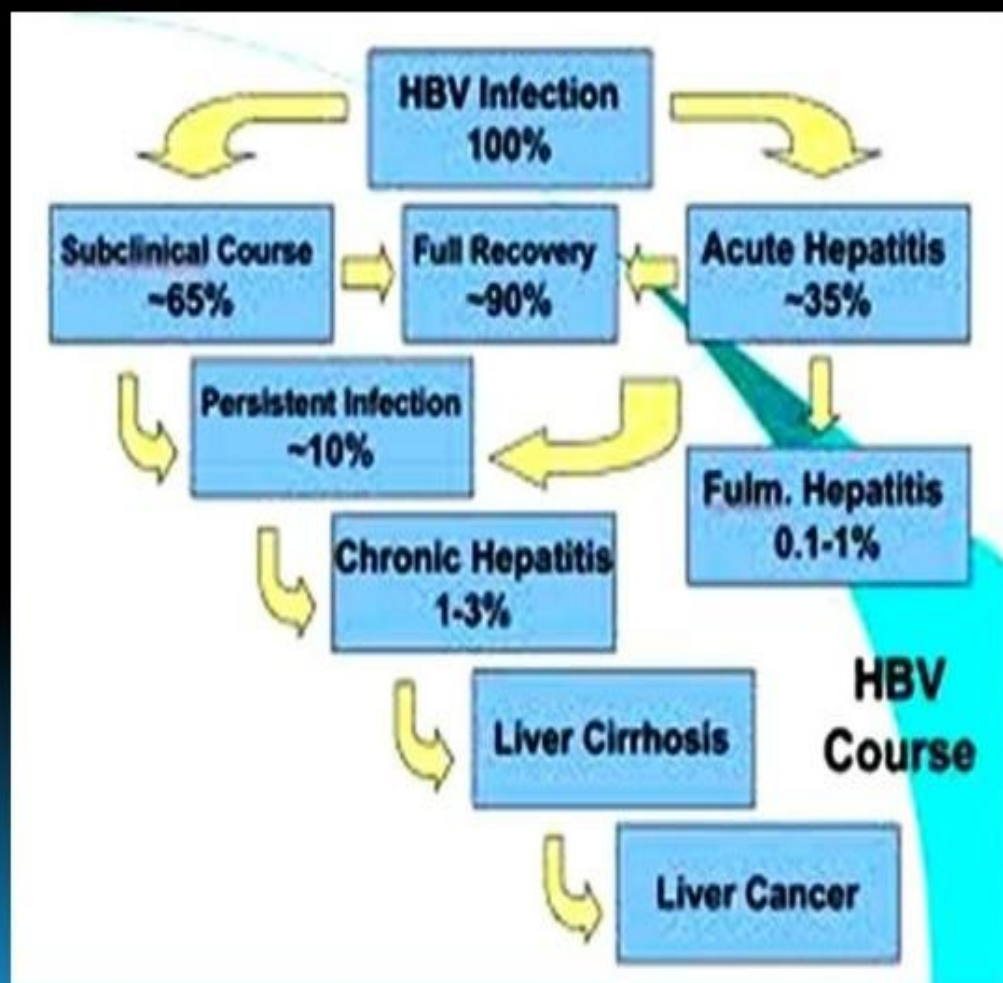 HBV Infection
100%
Subclinical Course
~65%
Full Recovery
~90%
Acute Hepatitis
~35%
Persistent Infection
~10%
Fulm. Hepatitis
0.1-1%
Chronic Hepatitis
1-3%
Liver Cirrhosis
HBV
Course
Liver Cancer